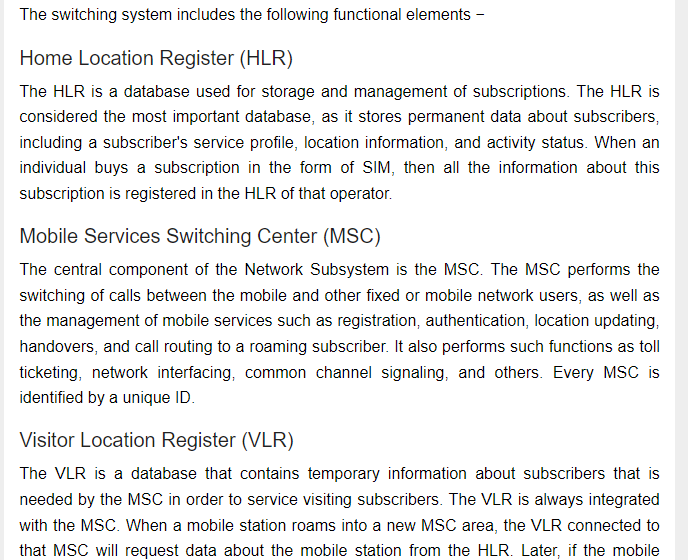 The switching system includes the following functional elements −
Home Location Register (HLR)
The HLR is a database used for storage and management of subscriptions. The HLR is
considered the most important database, as it stores permanent data about subscribers,
including a subscriber's service profile, location information, and activity status. When an
individual buys a subscription in the form of SIM, then all the information about this
subscription is registered in the HLR of that operator.
Mobile Services Switching Center (MSC)
The central component of the Network Subsystem is the MSC. The MSC performs the
switching of calls between the mobile and other fixed or mobile network users, as well as
the management of mobile services such as registration, authentication, location updating,
handovers, and call routing to a roaming subscriber. It also performs such functions as toll
ticketing, network interfacing, common channel signaling, and others. Every MSC is
identified by a unique ID.
Visitor Location Register (VLR)
The VLR is a database that contains temporary information about subscribers that is
needed by the MSC in order to service visiting subscribers. The VLR is always integrated
with the MSC. When a mobile station roams into a new MSC area, the VLR connected to
that MSC will request data about the mobile station from the HLR. Later, if the mobile